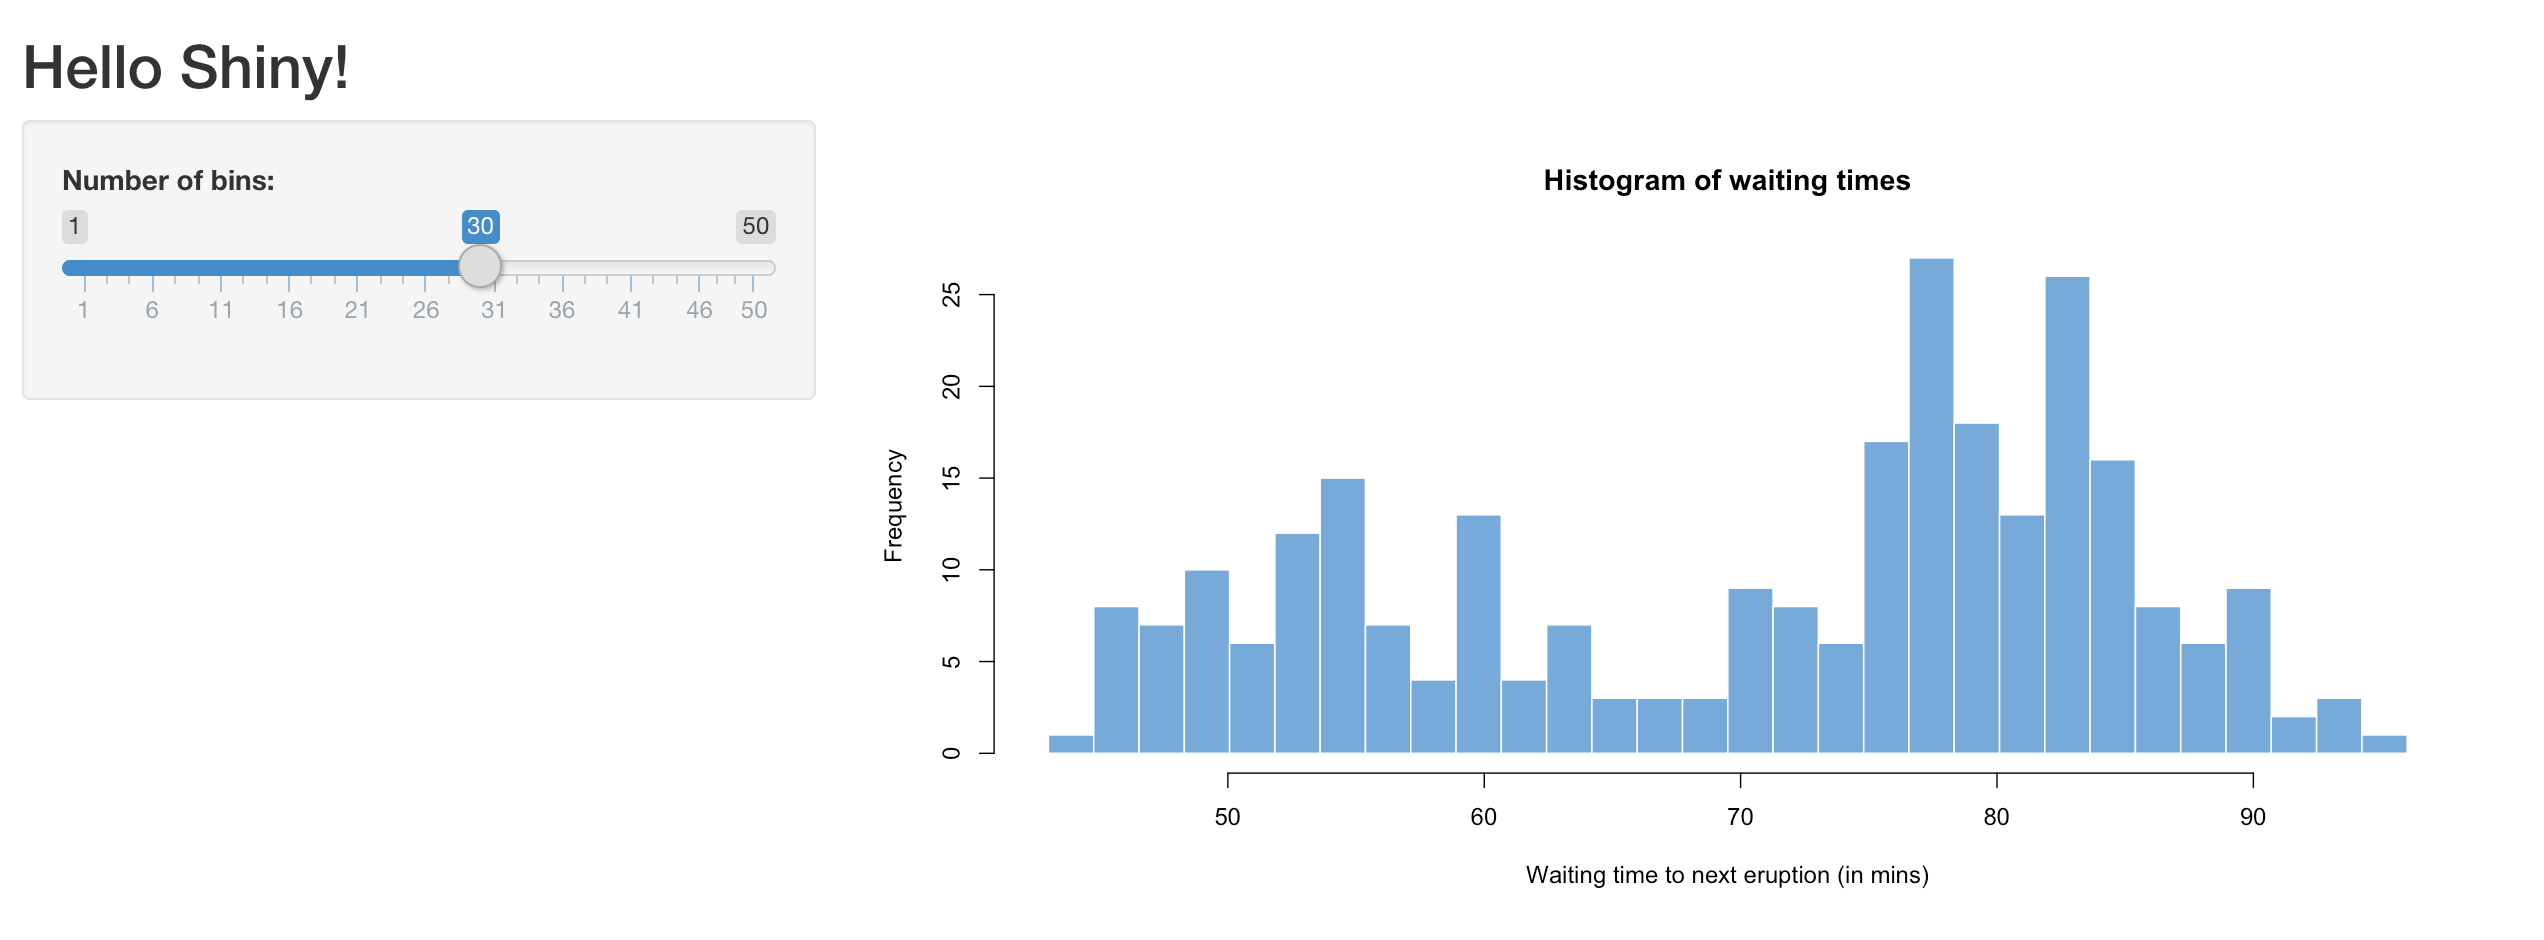 Hello Shiny!
Number of bins:
1 30 50
1 6 11 16 21 26 31 36 41 46 50
Histogram of waiting times
Frequency
25
20
15
10
5
0
50 60 70 80 90
Waiting time to next eruption (in mins)